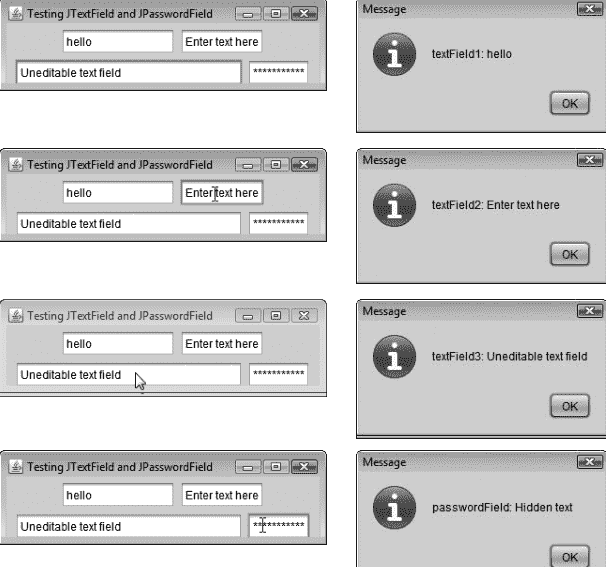 Testing JTextField and JPasswordField
hello Enter text here
Uneditable text field ***********
Message
textField1: hello
OK
Testing JTextField and JPasswordField
hello Enter text here
Uneditable text field ***********
Message
textField2: Enter text here
OK
Testing JTextField and JPasswordField
hello Enter text here
Uneditable text field ***********
Message
textField3: Uneditable text field
OK
Testing JTextField and JPasswordField
hello Enter text here
Uneditable text field ***********
Message
passwordField: Hidden text
OK